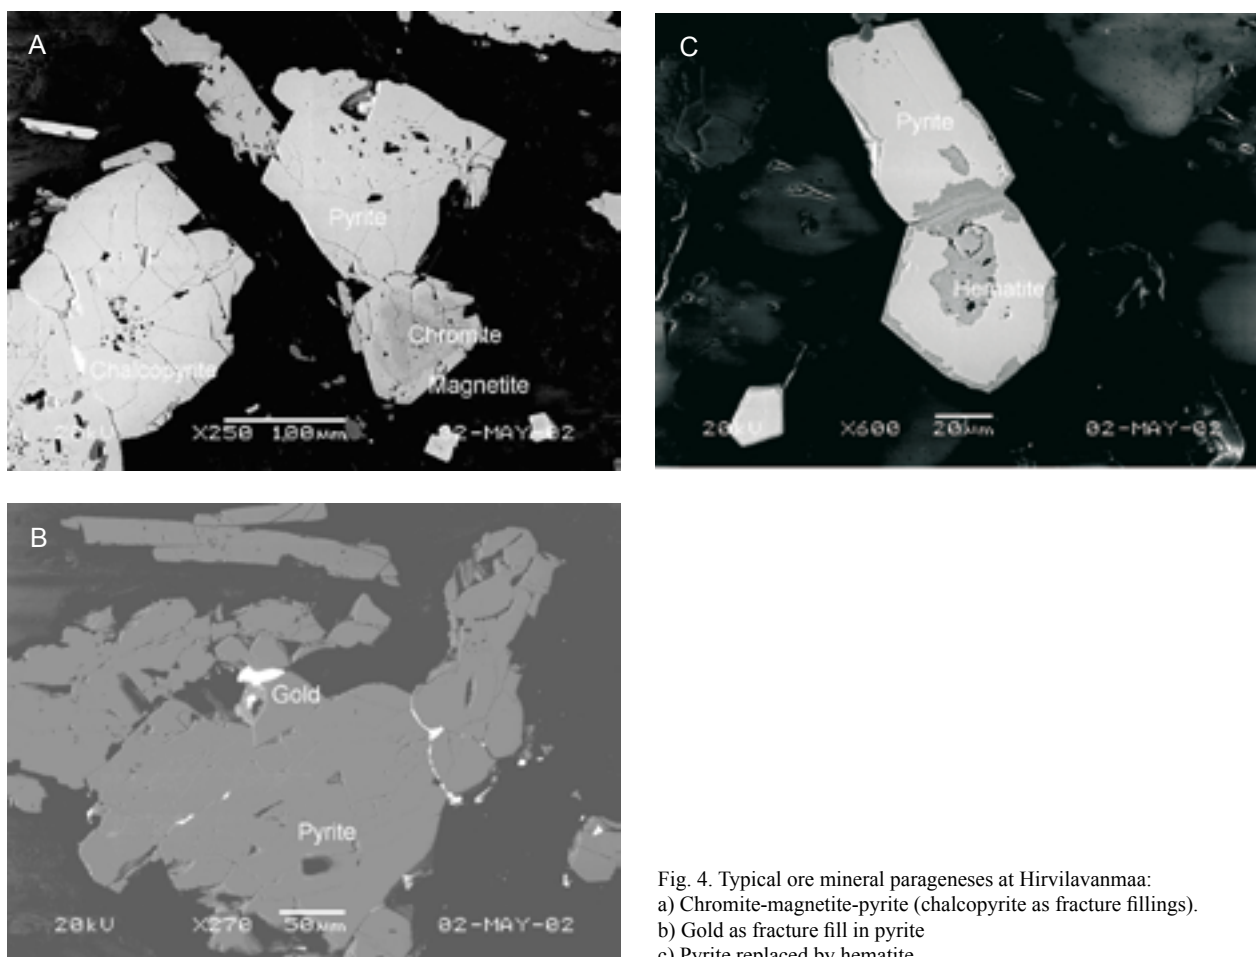 A
Pyrite
Chromite
Magnetite
Chalcopyrite
X250 100µm 02-MAY-02
C
Pyrite
Hematite
20kV X600 20µm 02-MAY-02
B
Gold
Pyrite
20kV X270 50µm 02-MAY-02
Fig. 4. Typical ore mineral parageneses at Hirvilavanmaa:
a) Chromite-magnetite-pyrite (chalcopyrite as fracture fillings).
b) Gold as fracture fill in pyrite
c) Pyrite replaced by hematite